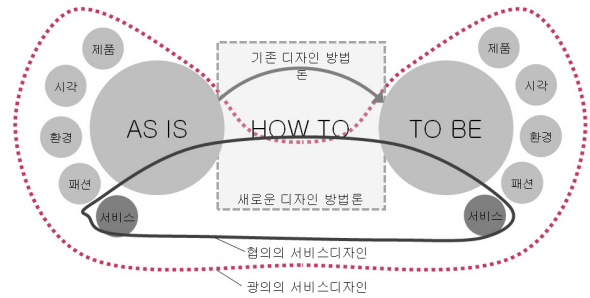 제품
시각
환경
패션
서비스
AS IS
기존 디자인 방법
론
HOW TO
새로운 디자인 방법론
TO BE
제품
시각
환경
패션
서비스
협의의 서비스디자인
광의의 서비스디자인